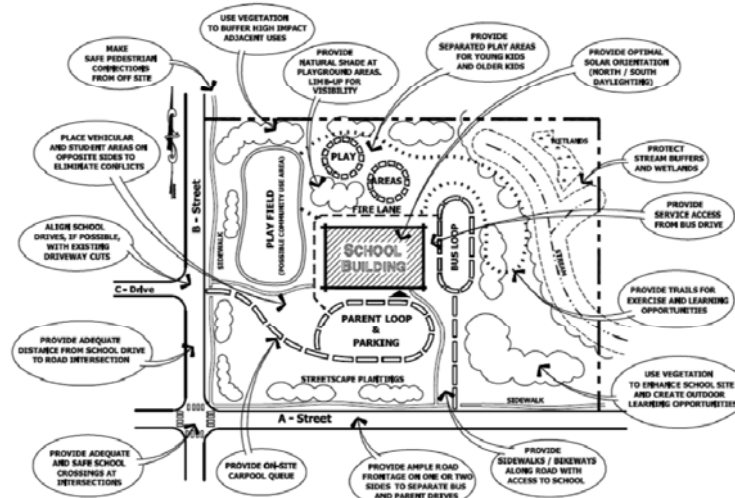 USE VEGETATION
TO BUFFER HIGH IMPACT
ADJACENT USES
MAKE
SAFE PEDESTRIAN
CONNECTIONS
FROM OFF SITE
PROVIDE
NATURAL SHADE AT
PLAYGROUND AREAS.
LIMB-UP FOR
VISIBILITY
PROVIDE
SEPARATED PLAY AREAS
FOR YOUNG KIDS
AND OLDER KIDS
PROVIDE OPTIMAL
SOLAR ORIENTATION
(NORTH / SOUTH
DAYLIGHTING)
PLACE VEHICULAR
AND STUDENT AREAS ON
OPPOSITE SIDES TO
ELIMINATE CONFLICTS
WETLANDS
PROTECT
STREAM BUFFERS
AND WETLANDS
PLAY
AREAS
FIRE LANE
B - Street
SIDEWALK
PLAY FIELD
(POSSIBLE COMMUNITY USE AREA)
SCHOOL
BUILDING
BUS LOOP
STREAM
PROVIDE
SERVICE ACCESS
FROM BUS DRIVE
ALIGN SCHOOL
DRIVES, IF POSSIBLE,
WITH EXISTING
DRIVEWAY CUTS
C - Drive
PROVIDE TRAILS FOR
EXERCISE AND LEARNING
OPPORTUNITIES
PARENT LOOP
&
PARKING
PROVIDE ADEQUATE
DISTANCE FROM SCHOOL DRIVE
TO ROAD INTERSECTION
STREETSCAPE PLANTINGS
SIDEWALK
USE VEGETATION
TO ENHANCE SCHOOL SITE
AND CREATE OUTDOOR
LEARNING OPPORTUNITIES
A - Street
PROVIDE ADEQUATE
AND SAFE SCHOOL
CROSSINGS AT
INTERSECTIONS
PROVIDE ON-SITE
CARPOOL QUEUE
PROVIDE AMPLE ROAD
FRONTAGE ON ONE OR TWO
SIDES TO SEPARATE BUS
AND PARENT DRIVES
PROVIDE
SIDEWALKS / BIKEWAYS
ALONG ROAD WITH
ACCESS TO SCHOOL